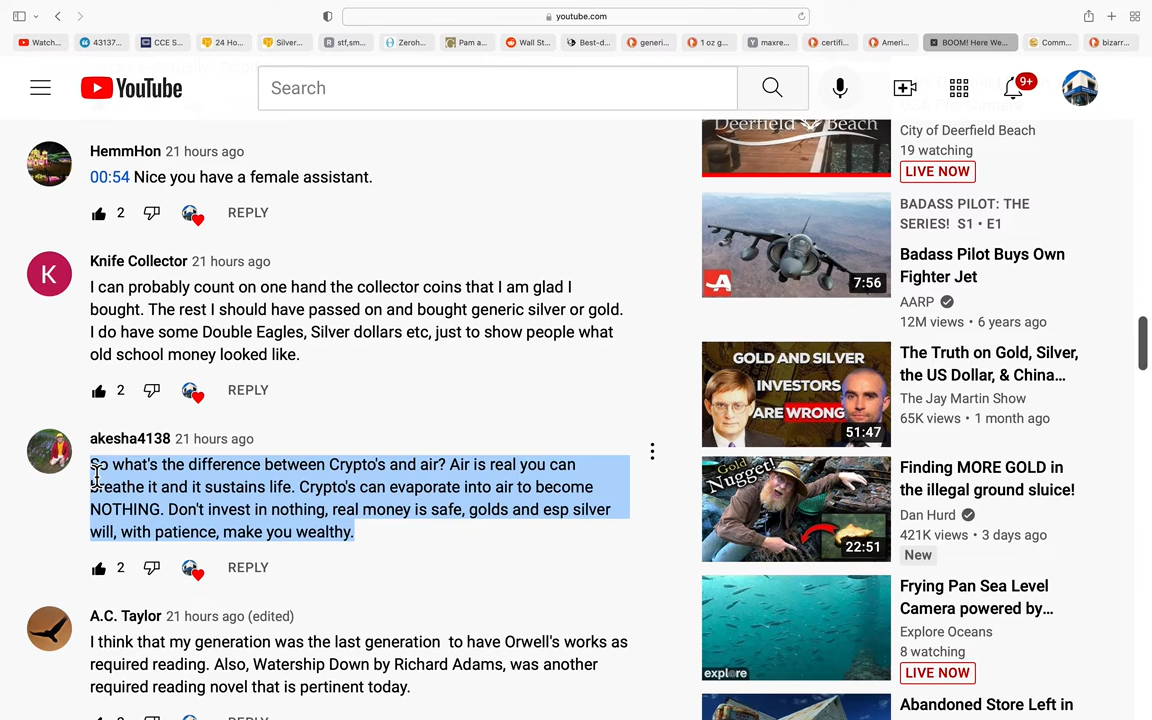 youtube.com
Watch...
43137...
CCE S...
24 Ho...
Silver...
stf,sm...
Zeroh...
Pam a...
Wall St...
Best-d...
generi...
1 oz g...
maxre...
certifi...
Ameri...
BOOM! Here We...
Comm...
bizarr...
YouTube
Search
9+
HemmHon 21 hours ago
00:54 Nice you have a female assistant.
2 REPLY
Knife Collector 21 hours ago
I can probably count on one hand the collector coins that I am glad I
bought. The rest I should have passed on and bought generic silver or gold.
I do have some Double Eagles, Silver dollars etc, just to show people what
old school money looked like.
2 REPLY
K
akesha4138 21 hours ago
So what's the difference between Crypto's and air? Air is real you can
breathe it and it sustains life. Crypto's can evaporate into air to become
NOTHING. Don't invest in nothing, real money is safe, golds and esp silver
will, with patience, make you wealthy.
2 REPLY
A.C. Taylor 21 hours ago (edited)
I think that my generation was the last generation to have Orwell's works as
required reading. Also, Watership Down by Richard Adams, was another
required reading novel that is pertinent today.
Deerfield Beach
City of Deerfield Beach
19 watching
LIVE NOW
BADASS PILOT: THE
SERIES! S1 • E1
Badass Pilot Buys Own
Fighter Jet
AARP
12M views • 6 years ago
7:56
GOLD AND SILVER
INVESTORS
ARE WRONG
51:47
The Truth on Gold, Silver,
the US Dollar, & China...
The Jay Martin Show
65K views • 1 month ago
Gold
Nugget!
22:51
Finding MORE GOLD in
the illegal ground sluice!
Dan Hurd
421K views • 3 days ago
New
explore
Frying Pan Sea Level
Camera powered by...
Explore Oceans
8 watching
LIVE NOW
Abandoned Store Left in